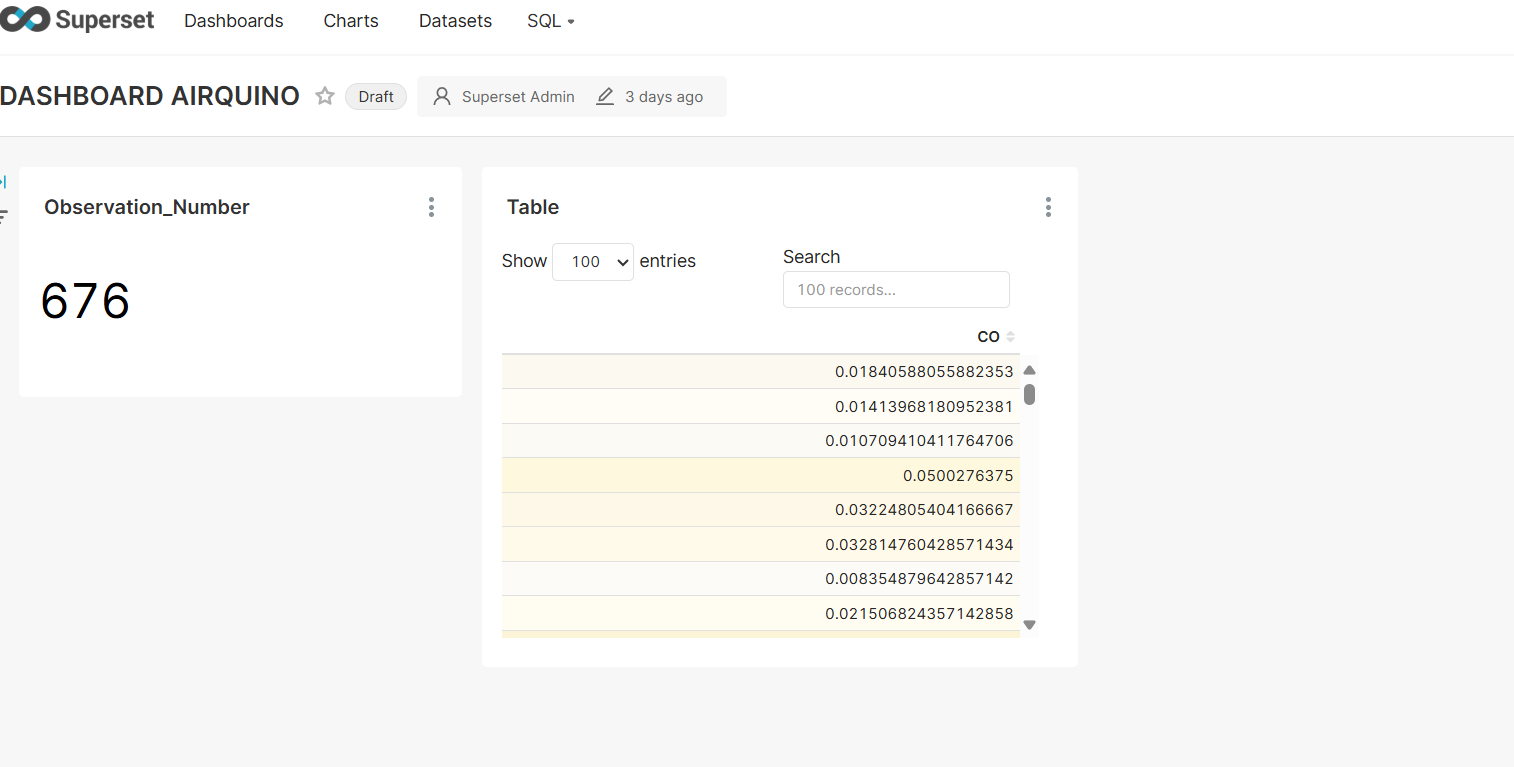 Superset Dashboards Charts Datasets SQL
DASHBOARD AIRQUINO Draft Superset Admin 3 days ago
Observation_Number
676
Table
Show 100 entries
Search
100 records...
CO
0.01840588055882353
0.01413968180952381
0.010709410411764706
0.0500276375
0.03224805404166667
0.032814760428571434
0.008354879642857142
0.021506824357142858